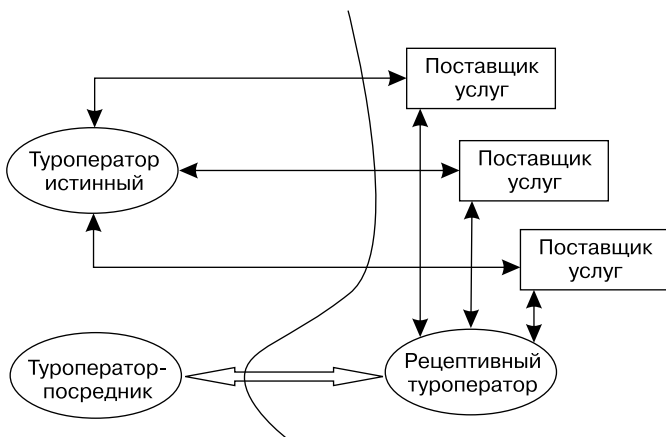 Поставщик
услуг
Туроператор
истинный
Поставщик
услуг
Поставщик
услуг
Туроператор-
посредник
Рецептивный
туроператор